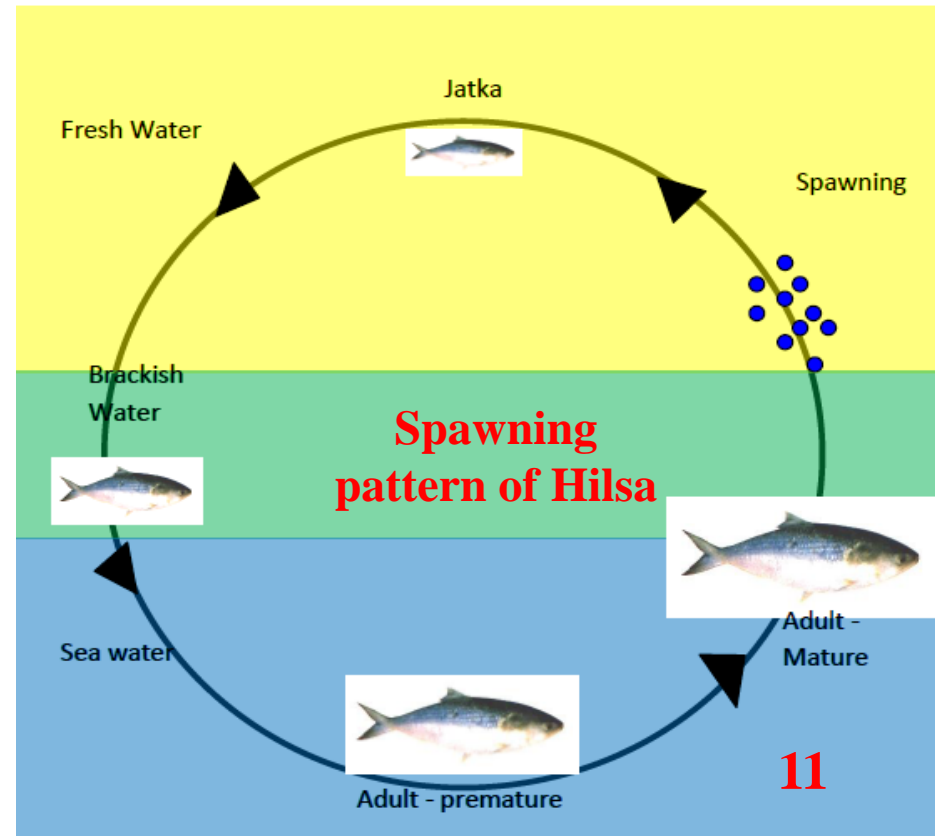 Jatka
Fresh Water
Spawning
Brackish
Water
Spawning
pattern of Hilsa
Adult -
Mature
Sea water
Adult - premature
11